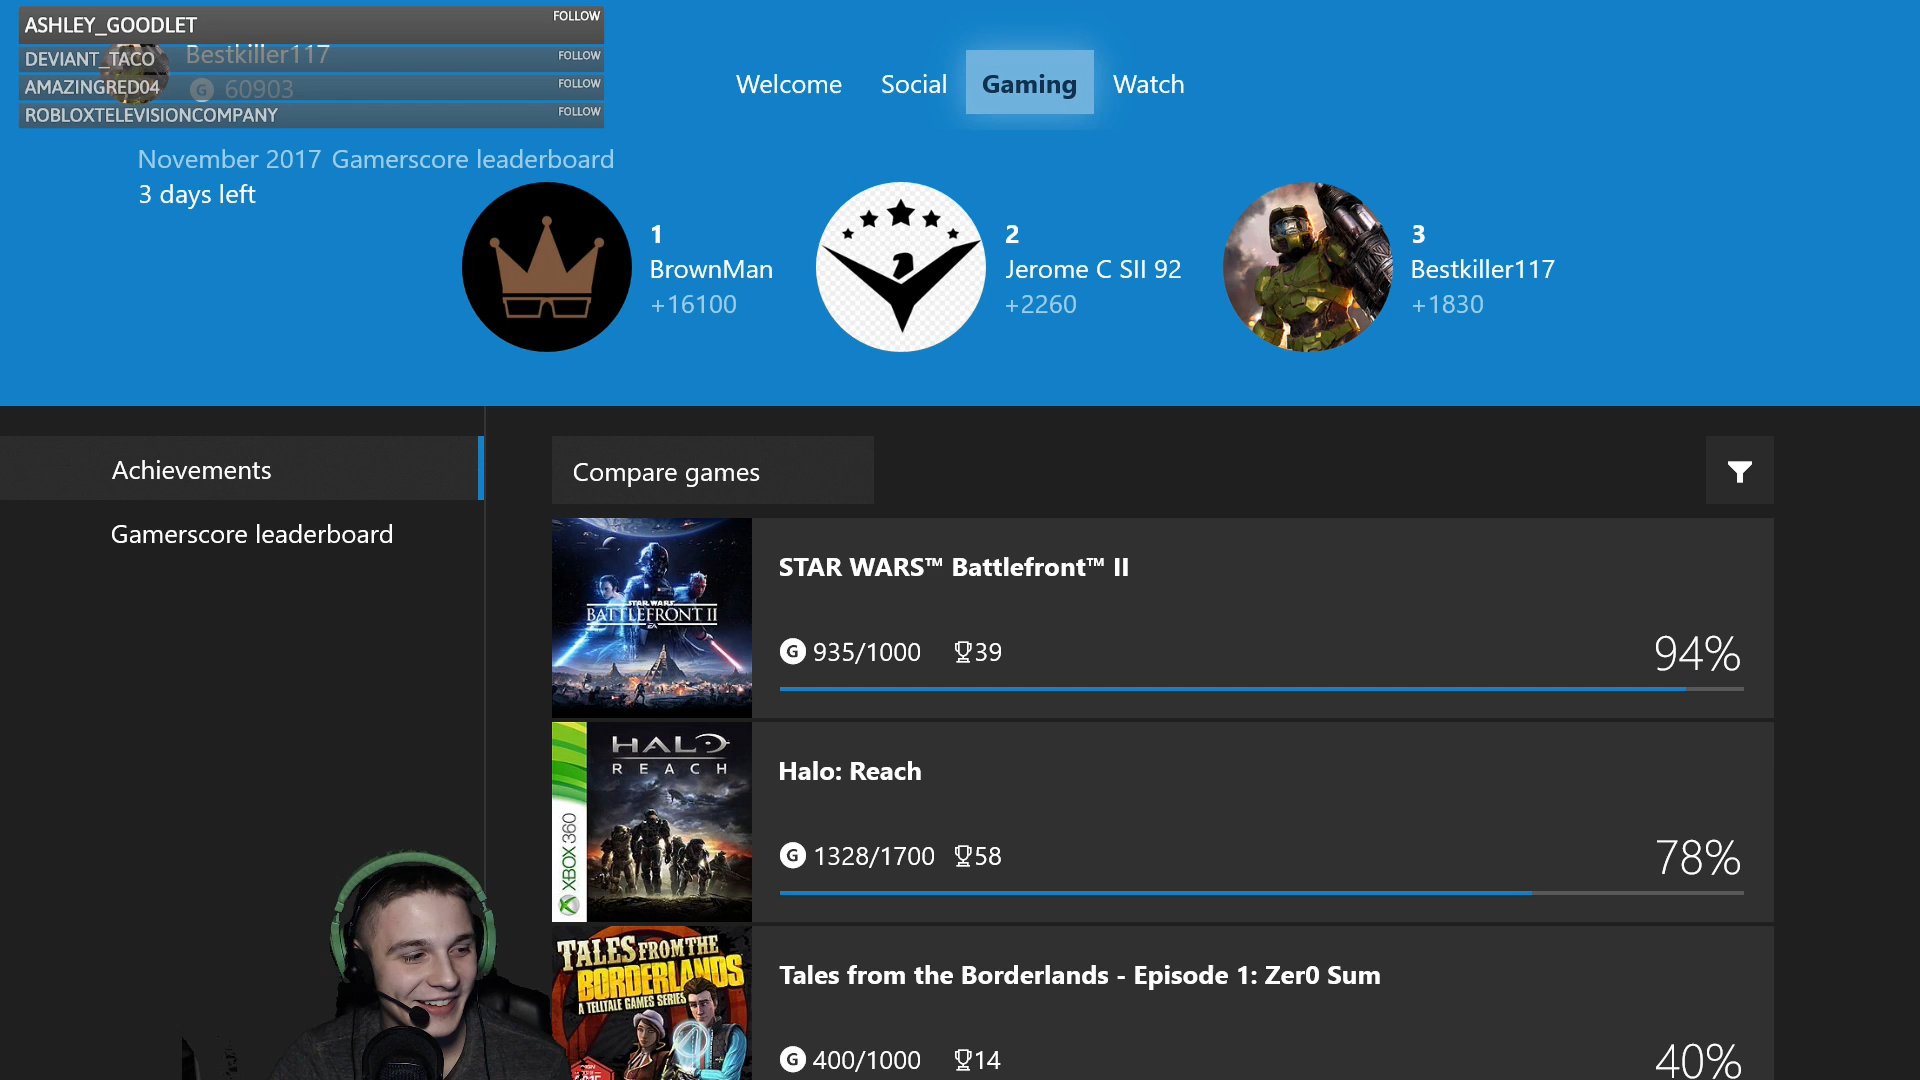 ASHLEY_GOODLET FOLLOW
DEVIANT_TACO FOLLOW
AMAZINGRED04 FOLLOW
ROBLOXTELEVISIONCOMPANY FOLLOW
Bestkiller117
G 60903
Welcome Social Gaming Watch
November 2017 Gamerscore leaderboard
3 days left
1
BrownMan
+16100
2
Jerome C SII 92
+2260
3
Bestkiller117
+1830
Achievements
Gamerscore leaderboard
Compare games
STAR WARS
BATTLEFRONT II
EA
STAR WARS™ Battlefront™ II
G 935/1000 39
94%
HALO
REACH
XBOX 360
Halo: Reach
G 1328/1700 58
78%
TALES FROM THE
BORDERLANDS
A TELLTALE GAMES SERIES
Tales from the Borderlands - Episode 1: Zer0 Sum
G 400/1000 14
40%